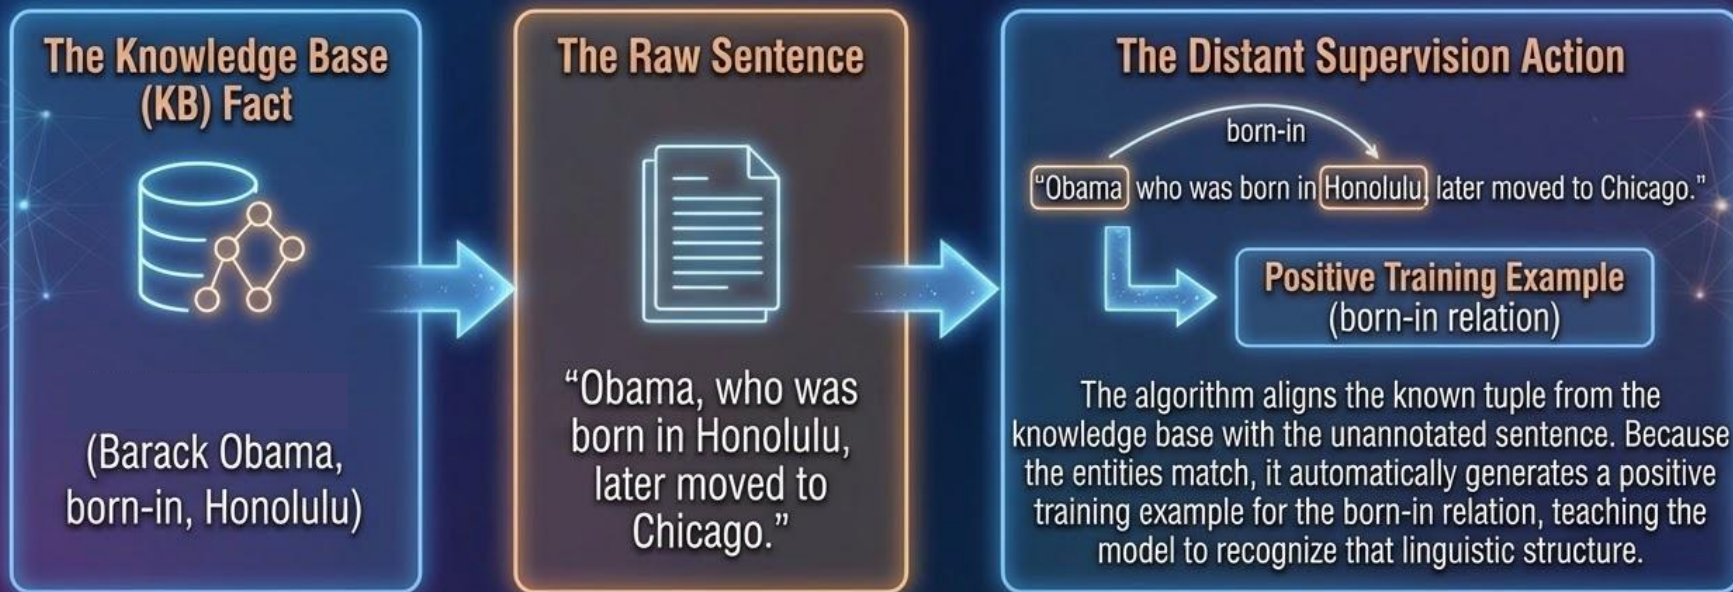 The Knowledge Base
(KB) Fact
(Barack Obama,
born-in, Honolulu)
The Raw Sentence
“Obama, who was
born in Honolulu,
later moved to
Chicago.”
The Distant Supervision Action
born-in
“Obama who was born in Honolulu, later moved to Chicago.”
Positive Training Example
(born-in relation)
The algorithm aligns the known tuple from the
knowledge base with the unannotated sentence. Because
the entities match, it automatically generates a positive
training example for the born-in relation, teaching the
model to recognize that linguistic structure.